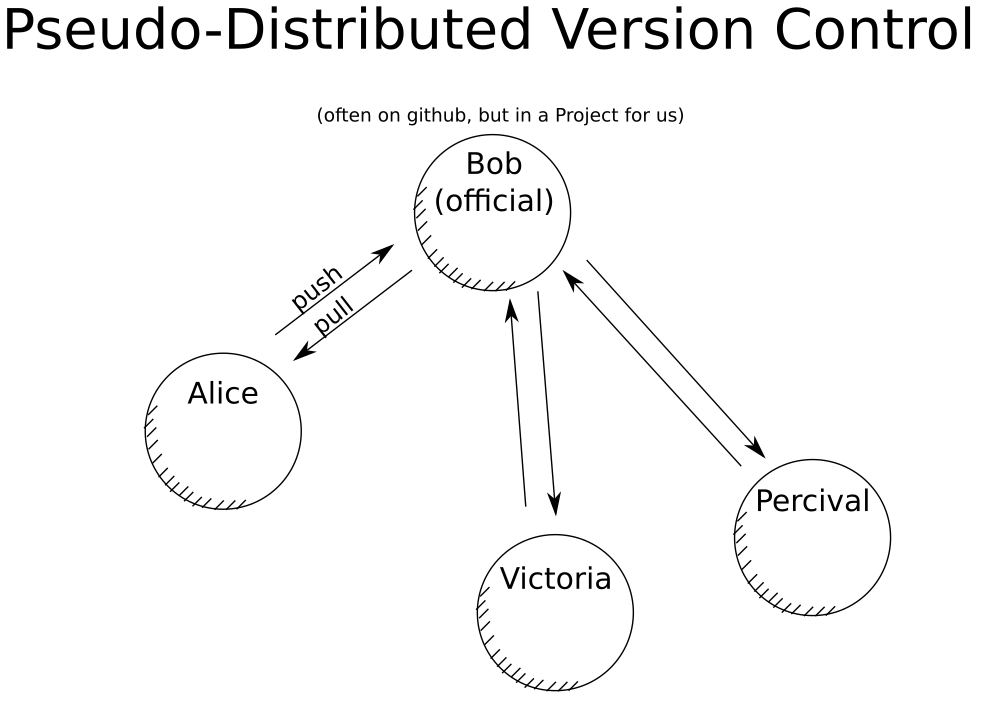 Pseudo-Distributed Version Control
(often on github, but in a Project for us)
Bob
(official)
push
pull
Alice
Percival
Victoria